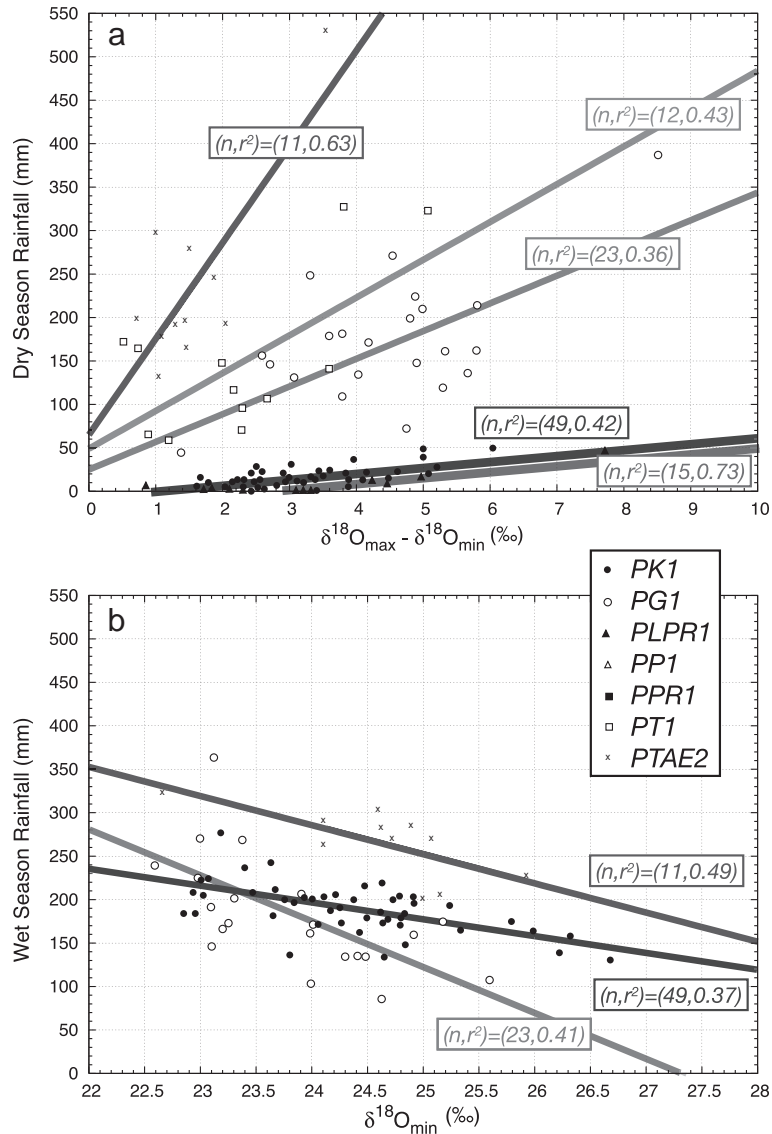 a
550
500
450
400
350
300
250
200
150
100
50
0
Dry Season Rainfall (mm)
(n,r²)=(11,0.63)
(n,r²)=(12,0.43)
(n,r²)=(23,0.36)
(n,r²)=(49,0.42)
(n,r²)=(15,0.73)
0 1 2 3 4 5 6 7 8 9 10
δ¹⁸Omax - δ¹⁸Omin (‰)
PK1
PG1
PLPR1
PP1
PPR1
PT1
PTAE2
b
550
500
450
400
350
300
250
200
150
100
50
0
Wet Season Rainfall (mm)
(n,r²)=(11,0.49)
(n,r²)=(49,0.37)
(n,r²)=(23,0.41)
22 22.5 23 23.5 24 24.5 25 25.5 26 26.5 27 27.5 28
δ¹⁸Omin (‰)